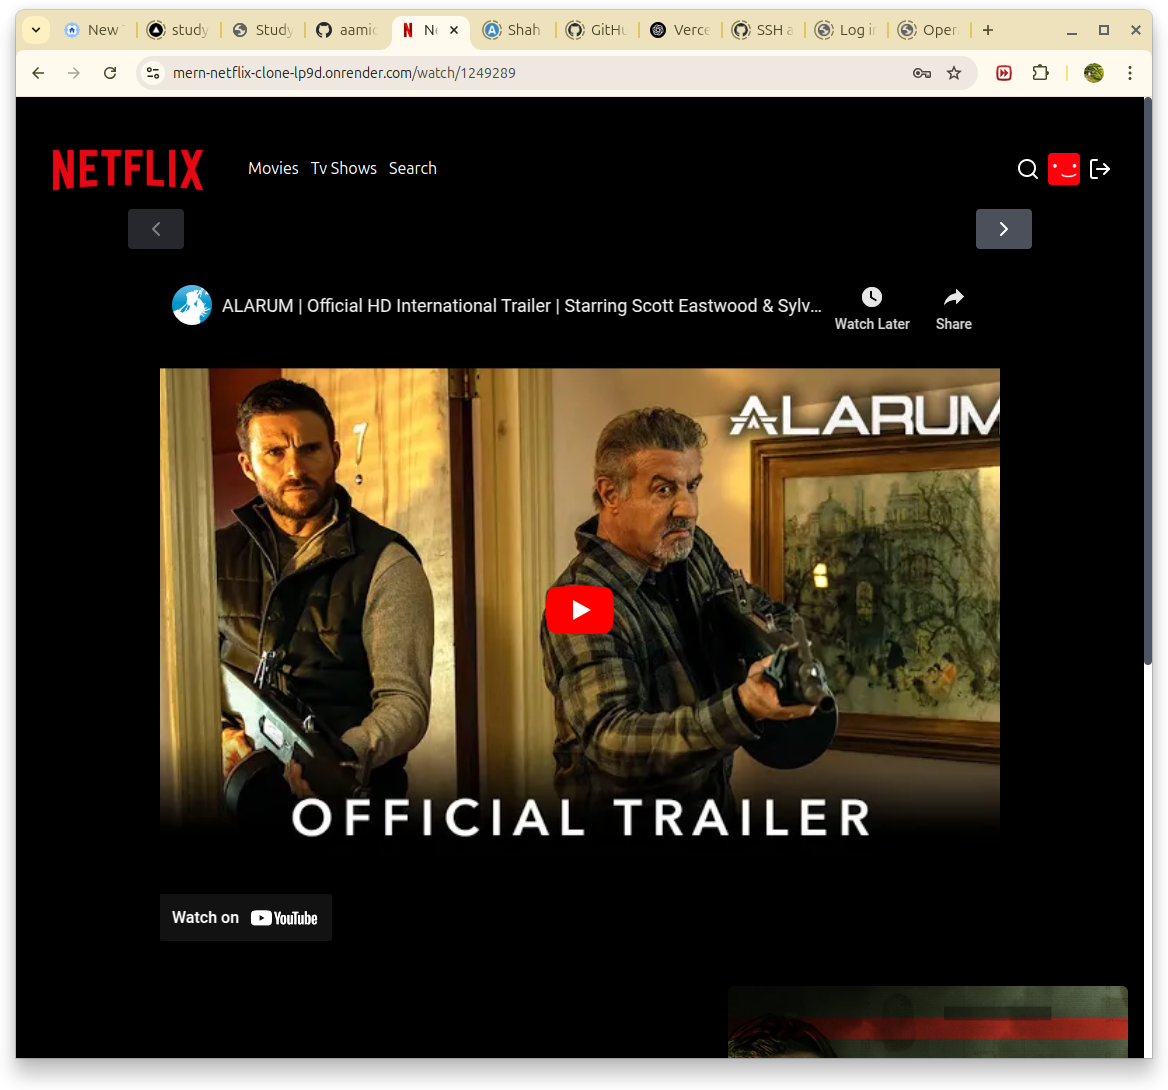 New
study
Study
aamic
Ne
Shah
GitHu
Verce
SSH a
Log in
Oper
mern-netflix-clone-lp9d.onrender.com/watch/1249289
NETFLIX
Movies Tv Shows Search
ALARUM | Official HD International Trailer | Starring Scott Eastwood & Sylv...
Watch Later
Share
7
ALARUM
OFFICIAL TRAILER
Watch on YouTube